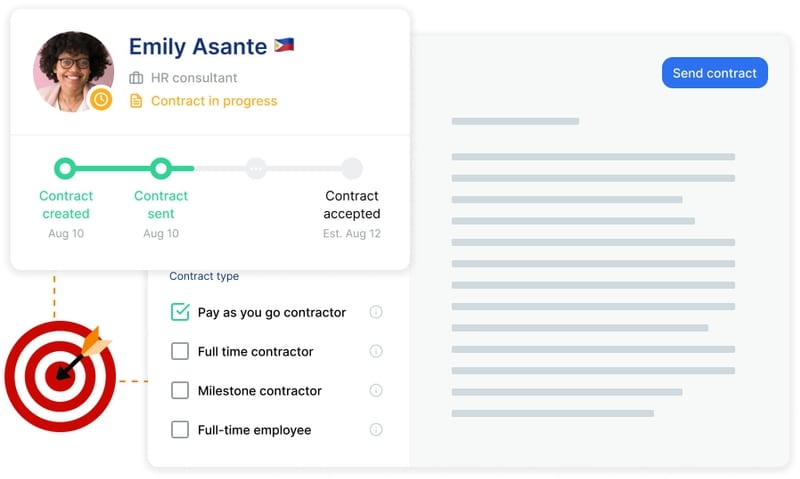 Emily Asante
HR consultant
Contract in progress
Send contract
Contract created
Aug 10
Contract sent
Aug 10
Contract accepted
Est. Aug 12
Contract type
Pay as you go contractor
Full time contractor
Milestone contractor
Full-time employee